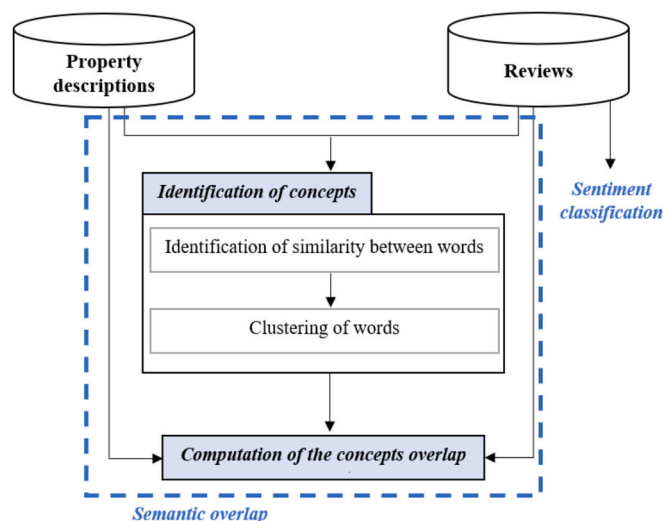 Property
descriptions
Reviews
Identification of concepts
Sentiment
classification
Identification of similarity between words
Clustering of words
Computation of the concepts overlap
Semantic overlap